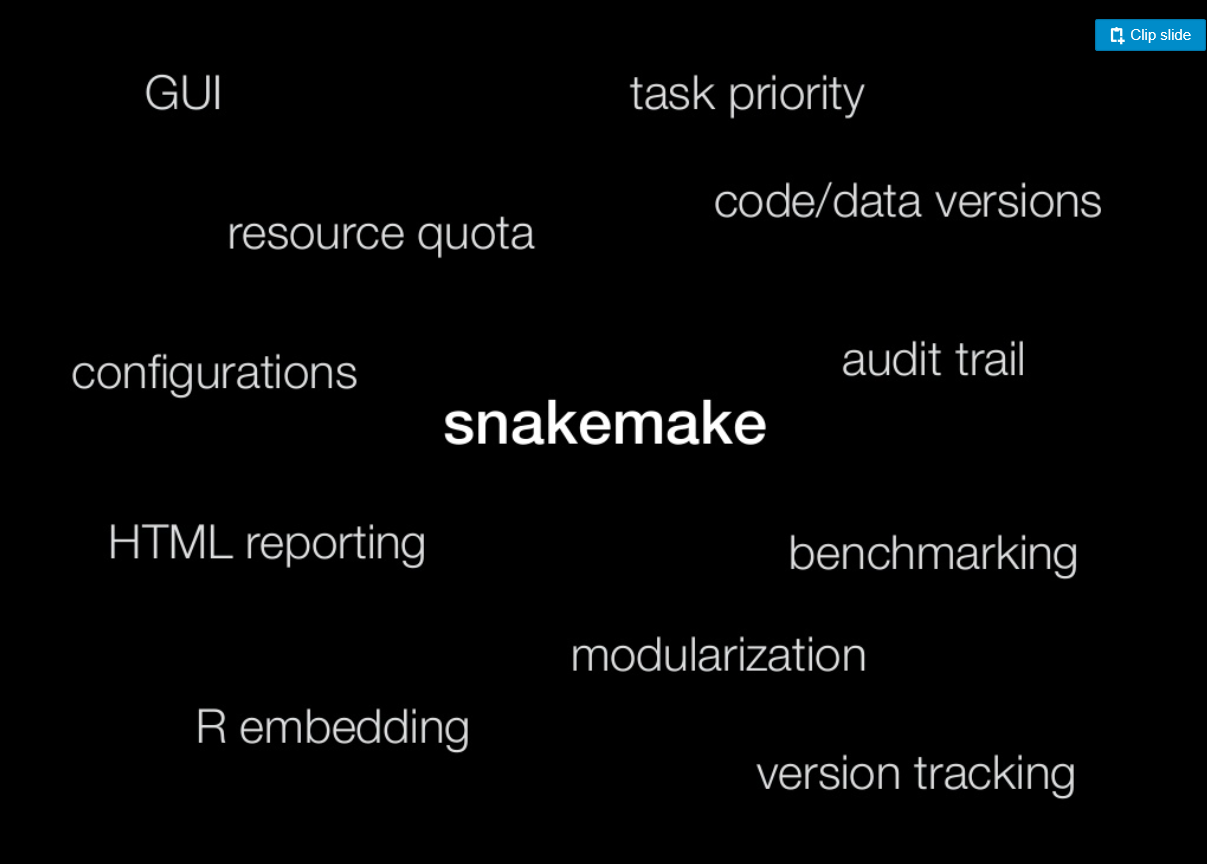 Clip slide
GUI
task priority
code/data versions
resource quota
configurations
audit trail
snakemake
HTML reporting
benchmarking
modularization
R embedding
version tracking